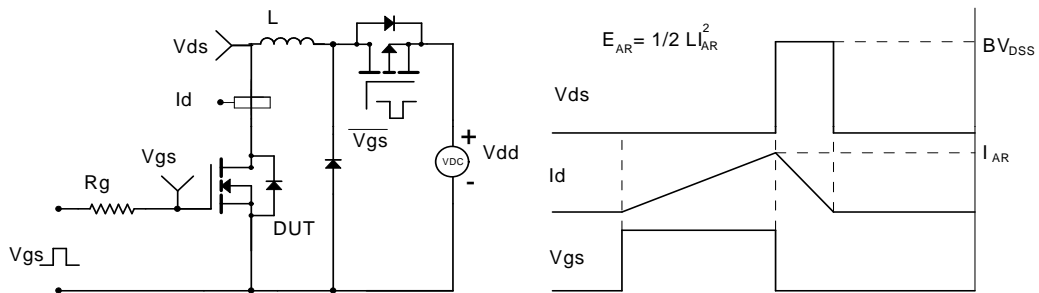 L
Vds
Id
Vgs
Rg
DUT
Vgs
Vgs
+
VDC
-
Vdd
E_AR= 1/2 LI_AR^2
BV_DSS
Vds
I_AR
Id
Vgs